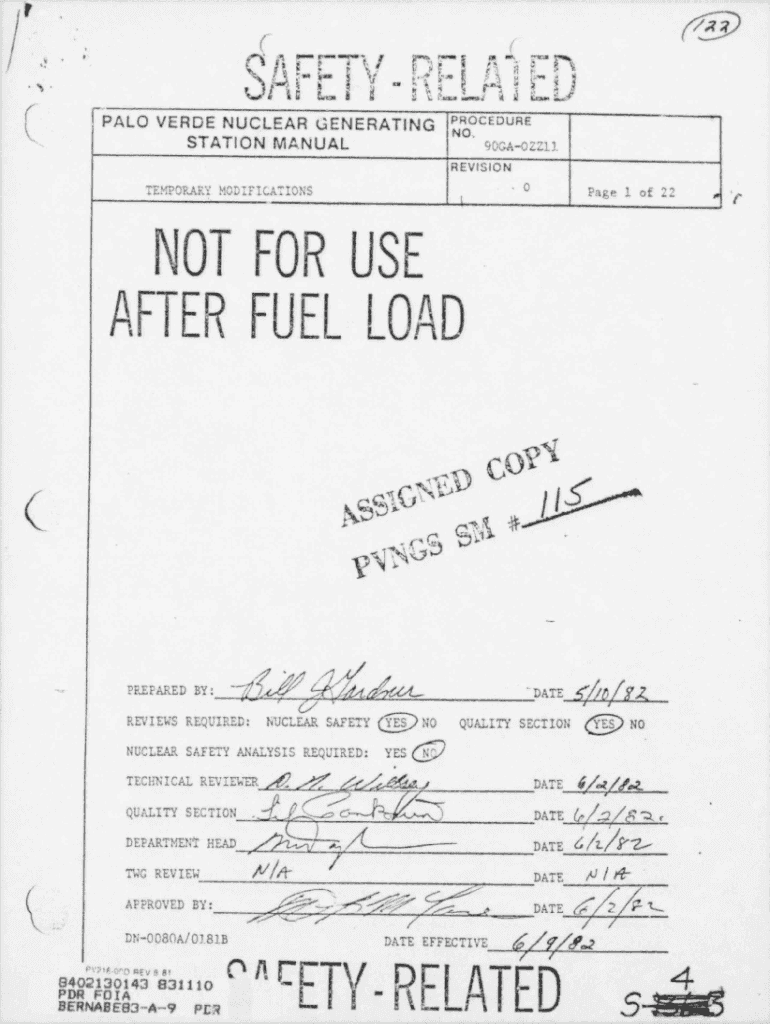 122
SAFETY-RELATED
PALO VERDE NUCLEAR GENERATING STATION MANUAL
PROCEDURE NO. 90GA-0ZZ11
TEMPORARY MODIFICATIONS
REVISION 0
Page 1 of 22
NOT FOR USE
AFTER FUEL LOAD
ASSIGNED COPY
PVNGS SM # 115
PREPARED BY: Bill J Gardner DATE 5/10/82
REVIEWS REQUIRED: NUCLEAR SAFETY YES NO QUALITY SECTION YES NO
NUCLEAR SAFETY ANALYSIS REQUIRED: YES NO
TECHNICAL REVIEWER DATE 6/2/82
QUALITY SECTION DATE 6/2/82.
DEPARTMENT HEAD DATE 6/2/82
TWG REVIEW N/A DATE N/A
APPROVED BY: DATE 6/2/82
DN-0080A/0181B DATE EFFECTIVE 6/9/82
8402130143 831110
PDR FOIA
BERNABE83-A-9 PDR
SAFETY-RELATED
4